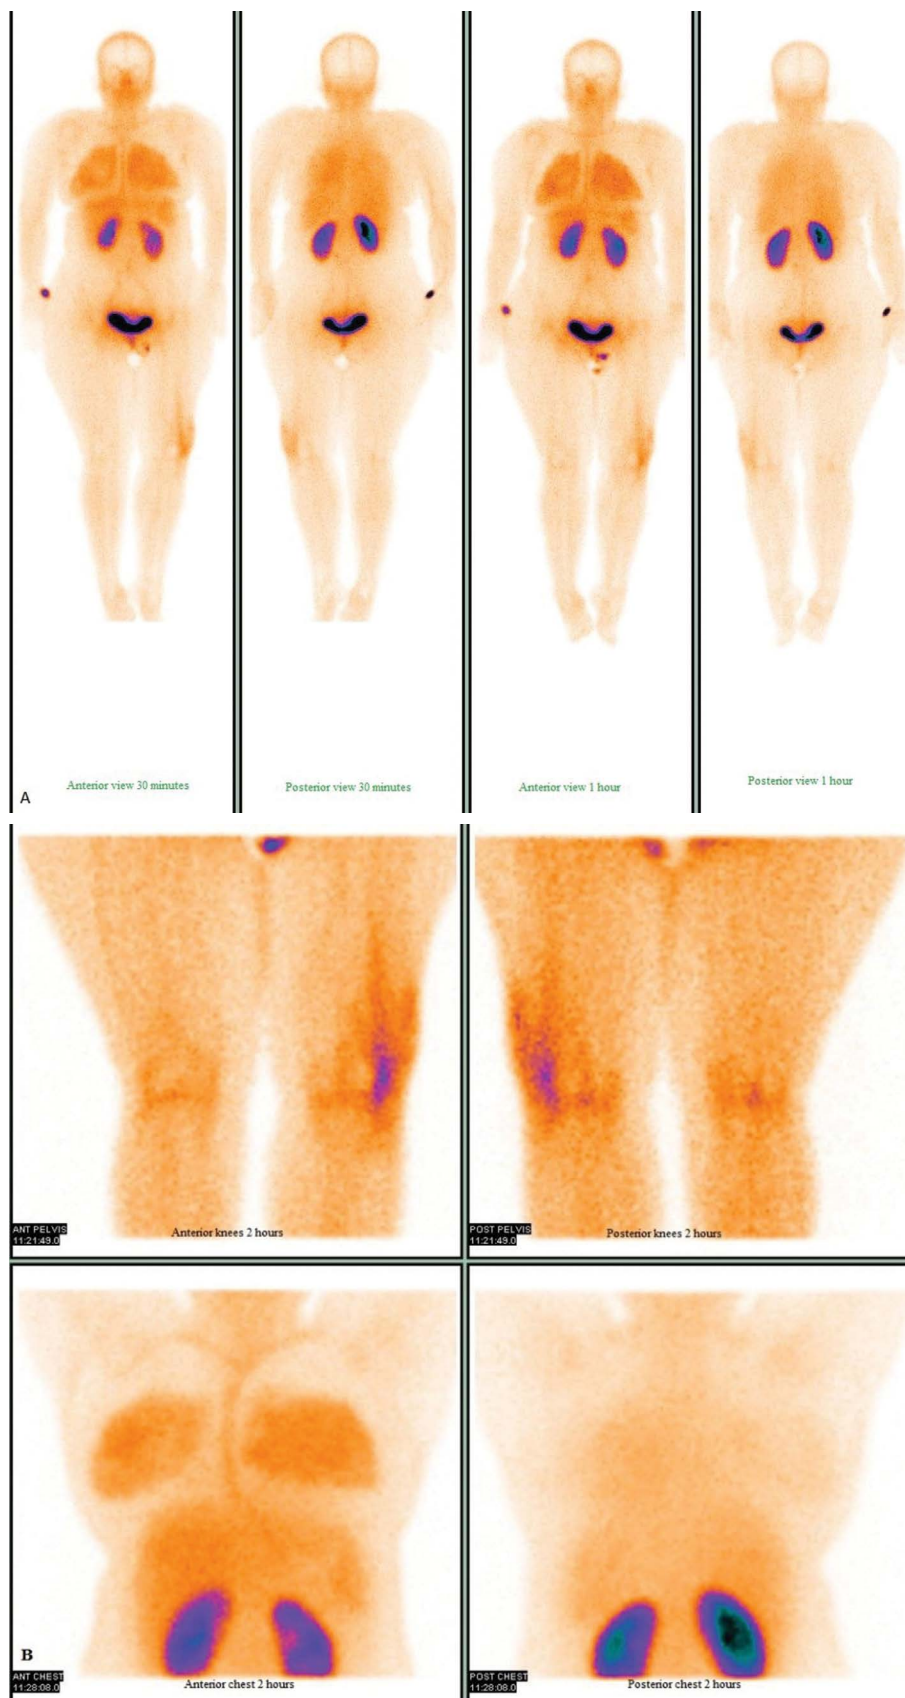 Anterior view 30 minutes
Posterior view 30 minutes
Anterior view 1 hour
Posterior view 1 hour
A
ANT PELVIS
11:21:49.0
Anterior knees 2 hours
POST PELVIS
11:21:49.0
Posterior knees 2 hours
B
ANT CHEST
11:28:08.0
Anterior chest 2 hours
POST CHEST
11:28:08.0
Posterior chest 2 hours